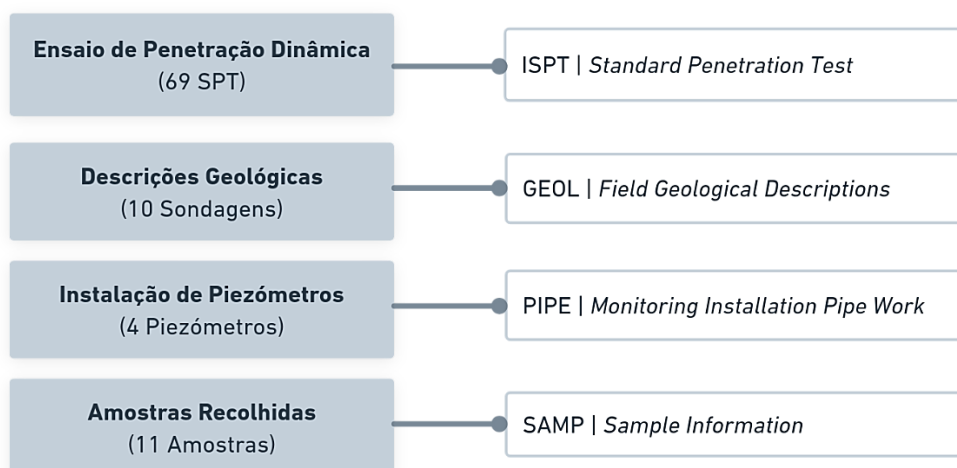 Ensaio de Penetração Dinâmica
(69 SPT)
ISPT | Standard Penetration Test
Descrições Geológicas
(10 Sondagens)
GEOL | Field Geological Descriptions
Instalação de Piezómetros
(4 Piezómetros)
PIPE | Monitoring Installation Pipe Work
Amostras Recolhidas
(11 Amostras)
SAMP | Sample Information